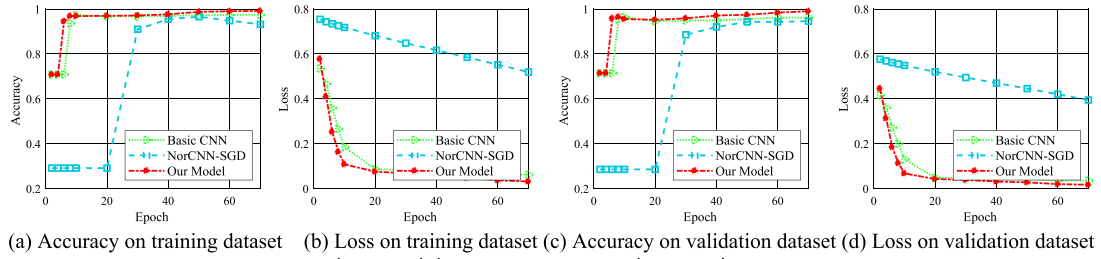 1
0.8
0.6
0.4
0.2
0 20 40 60
Accuracy
Epoch
Basic CNN
NorCNN-SGD
Our Model
(a) Accuracy on training dataset
1
0.8
0.6
0.4
0.2
0 20 40 60
Loss
Epoch
Basic CNN
NorCNN-SGD
Our Model
(b) Loss on training dataset
1
0.8
0.6
0.4
0.2
0 20 40 60
Accuracy
Epoch
Basic CNN
NorCNN-SGD
Our Model
(c) Accuracy on validation dataset
1
0.8
0.6
0.4
0.2
0 20 40 60
Loss
Epoch
Basic CNN
NorCNN-SGD
Our Model
(d) Loss on validation dataset